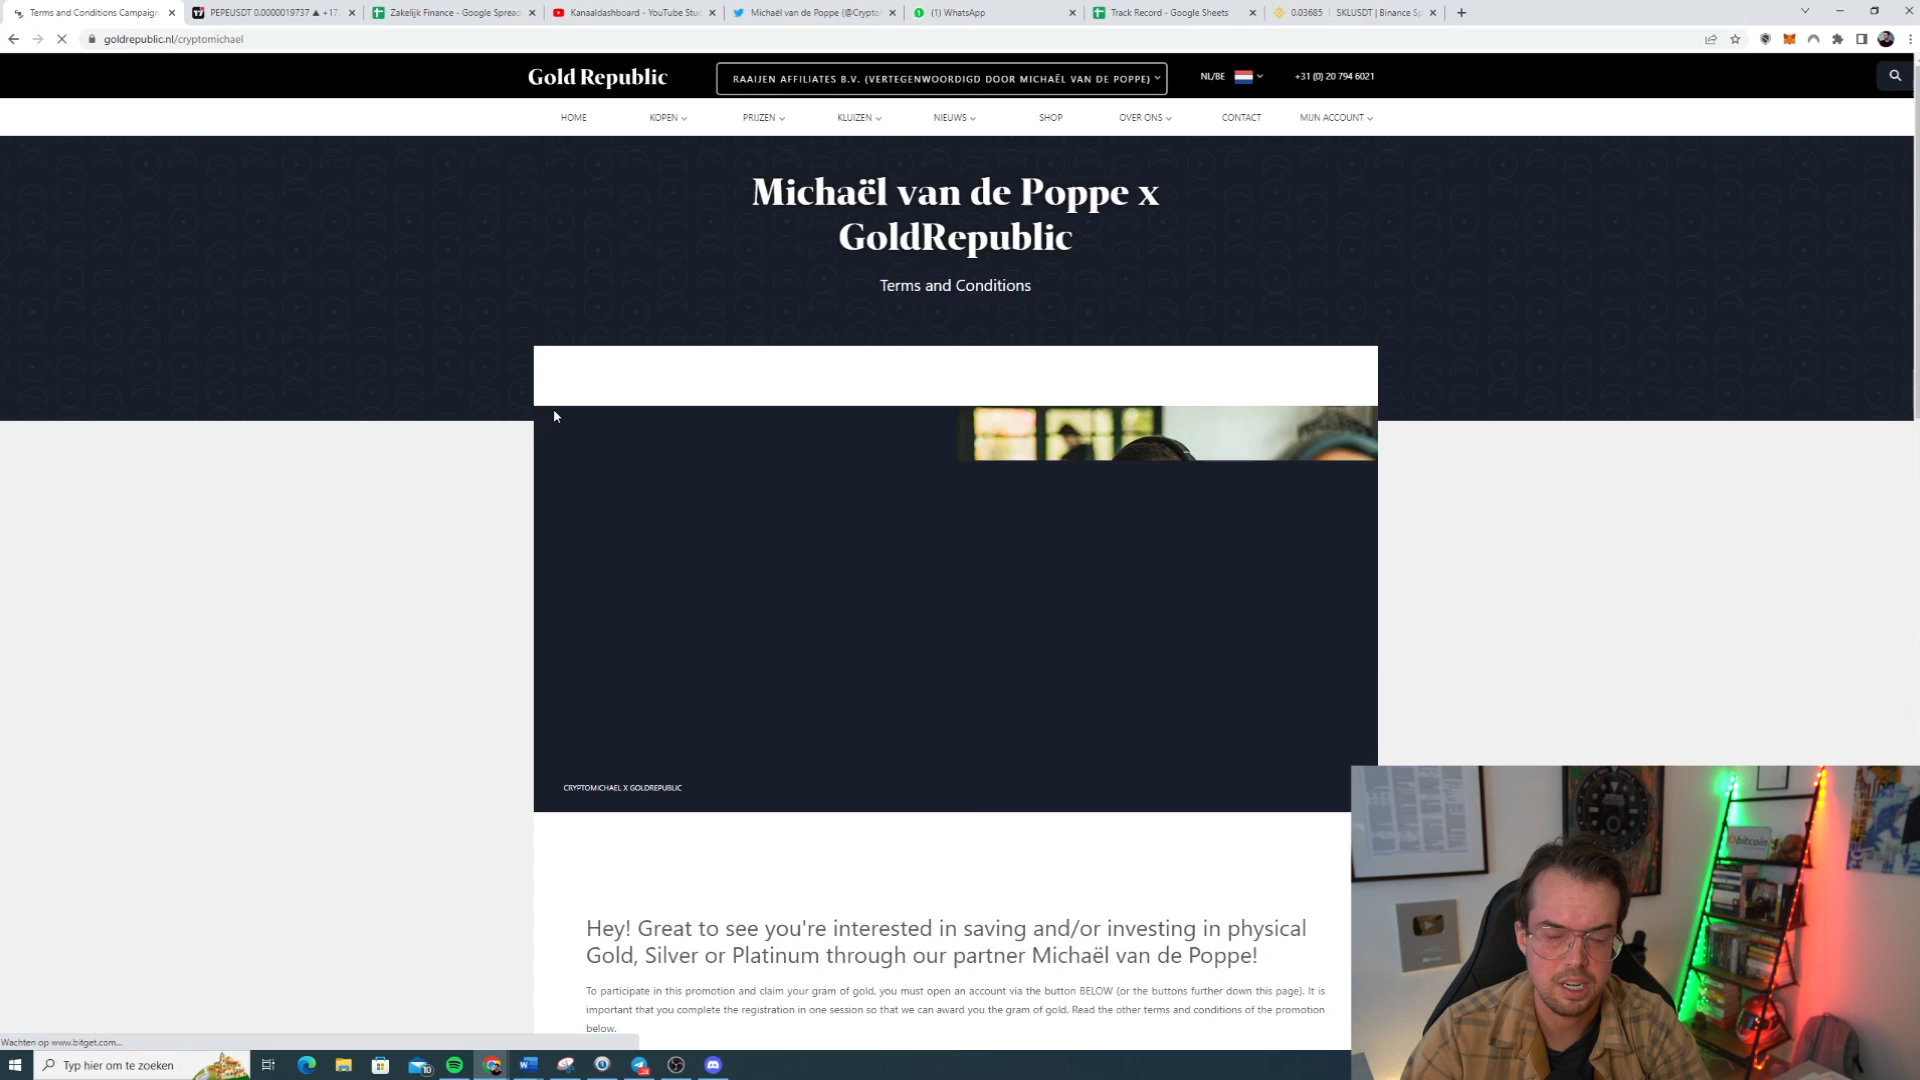 Terms and Conditions Campaign
PEPEUSDT 0.0000019737 ▲ +17.
Zakelijk Finance - Google Spread
Kanaaldashboard - YouTube Stud
Michaël van de Poppe (@Crypto
(1) WhatsApp
Track Record - Google Sheets
0.03685 | SKLUSDT | Binance Sp
goldrepublic.nl/cryptomichael
Gold Republic
RAAIJEN AFFILIATES B.V. (VERTEGENWOORDIGD DOOR MICHAËL VAN DE POPPE)
NL/BE
+31 (0) 20 794 6021
HOME
KOPEN
PRIJZEN
KLUIZEN
NIEUWS
SHOP
OVER ONS
CONTACT
MIJN ACCOUNT
Michaël van de Poppe x
GoldRepublic
Terms and Conditions
CRYPTOMICHAEL X GOLDREPUBLIC
Hey! Great to see you're interested in saving and/or investing in physical
Gold, Silver or Platinum through our partner Michaël van de Poppe!
To participate in this promotion and claim your gram of gold, you must open an account via the button BELOW (or the buttons further down this page). It is
important that you complete the registration in one session so that we can award you the gram of gold. Read the other terms and conditions of the promotion
below.
Wachten op www.bitget.com...
Typ hier om te zoeken
10
bitcoin